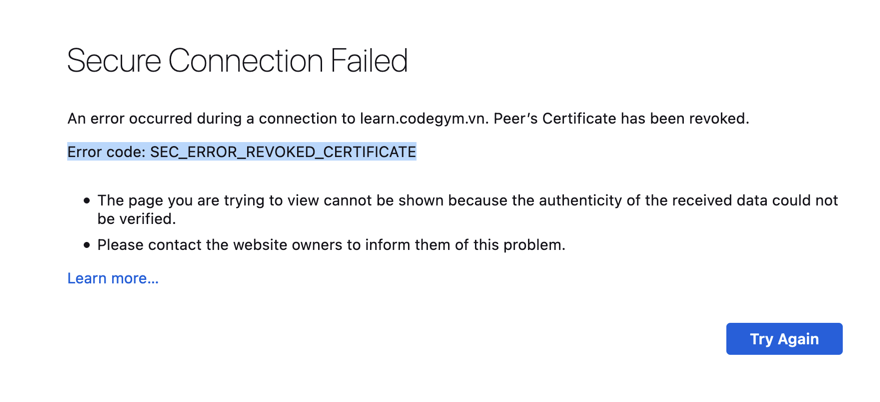 Secure Connection Failed
An error occurred during a connection to learn.codegym.vn. Peer’s Certificate has been revoked.
Error code: SEC_ERROR_REVOKED_CERTIFICATE
• The page you are trying to view cannot be shown because the authenticity of the received data could not
be verified.
• Please contact the website owners to inform them of this problem.
Learn more…
Try Again